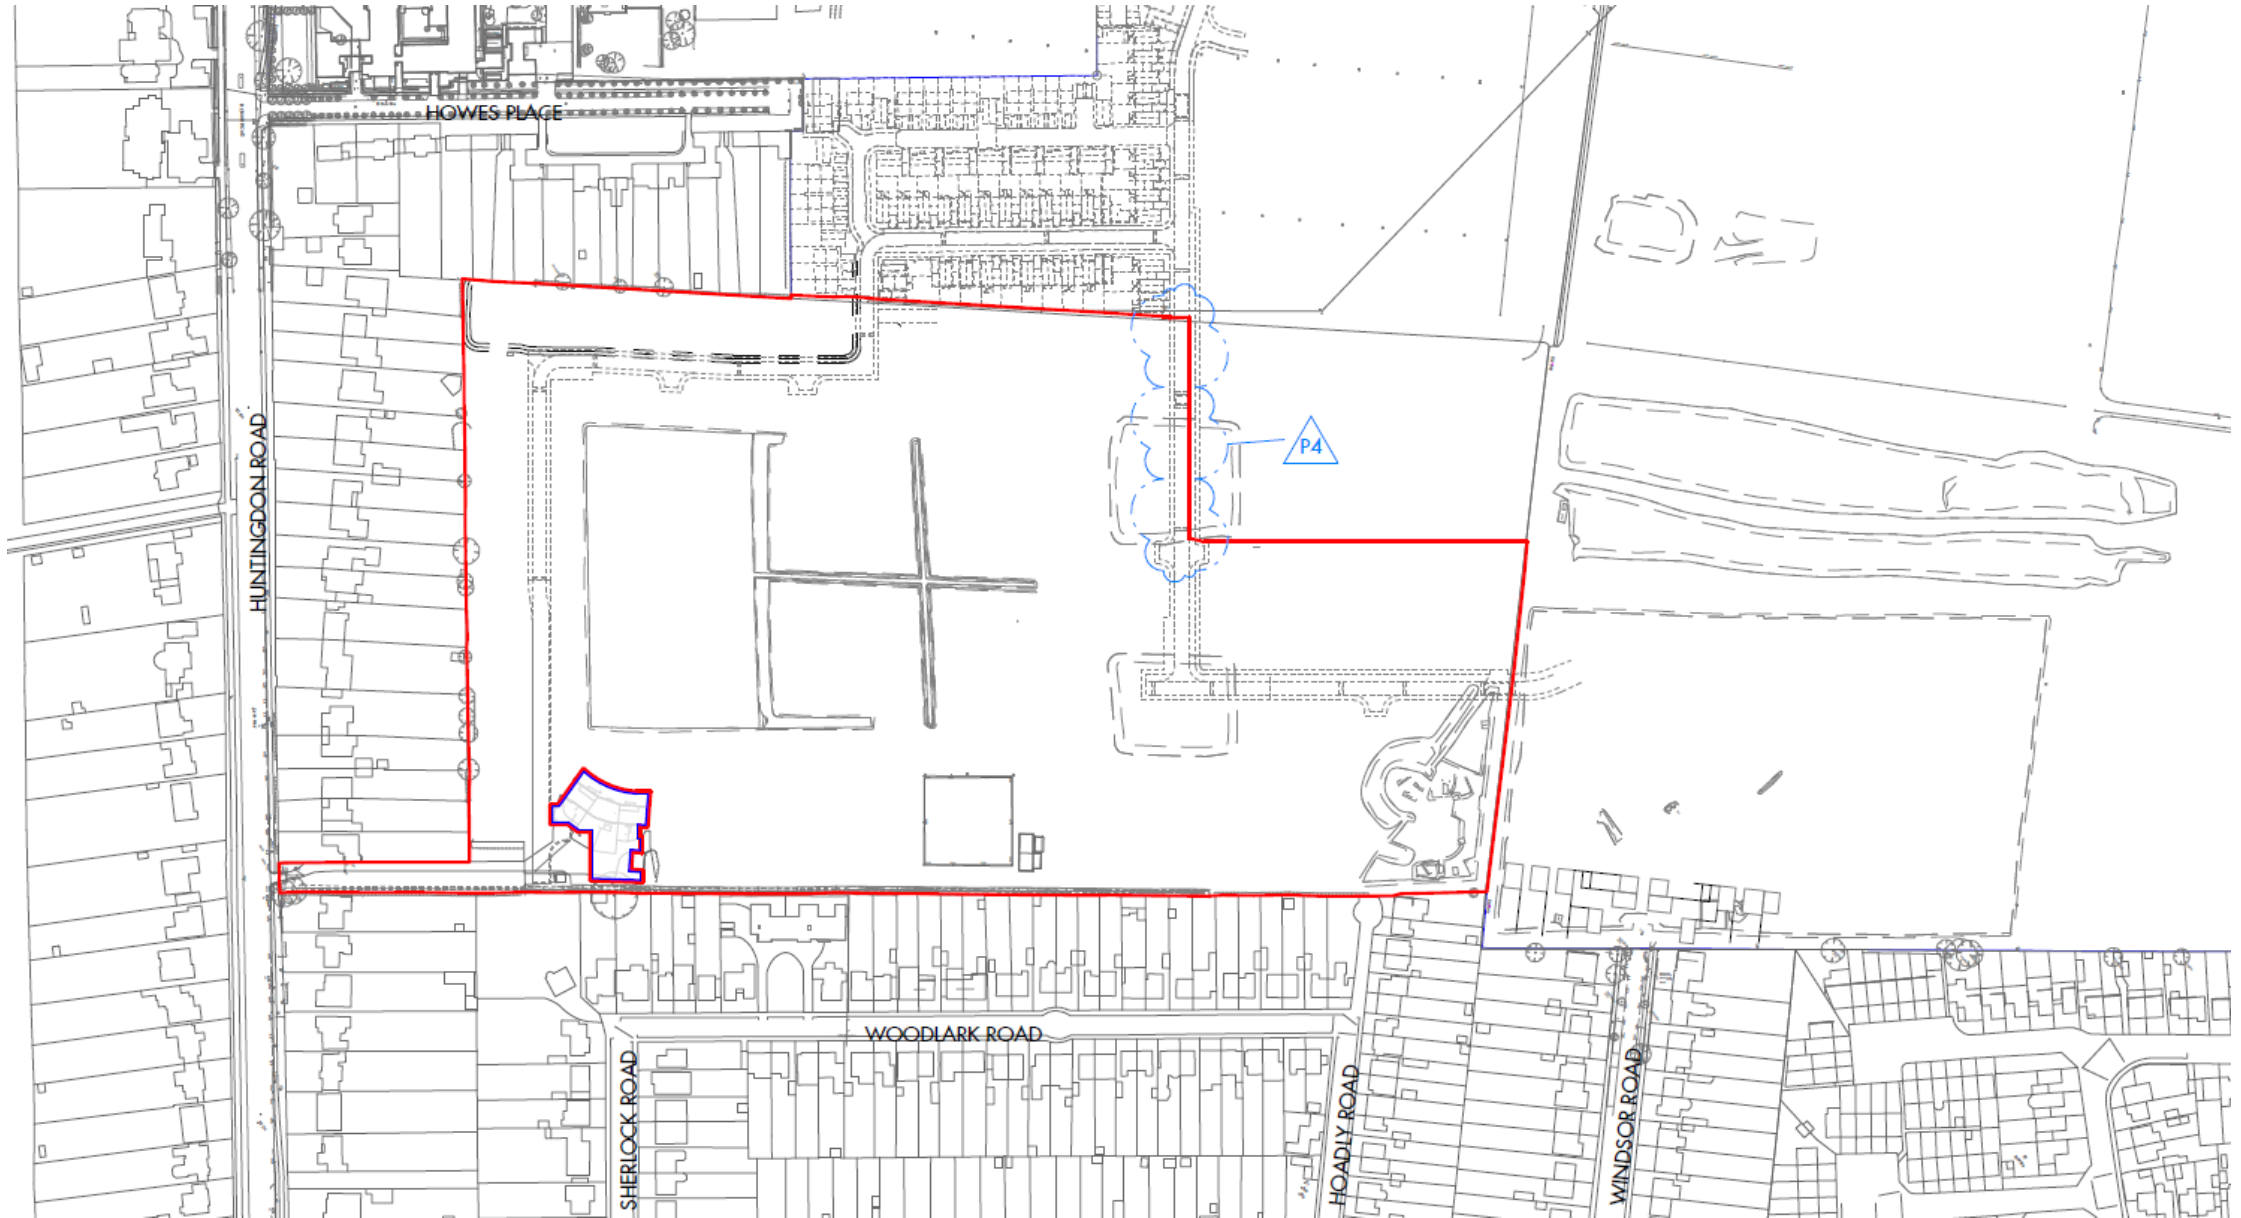 HOWES PLACE
HUNTINGDON ROAD
P4
WOODLARK ROAD
SHERLOCK ROAD
HOADLY ROAD
WINDSOR ROAD